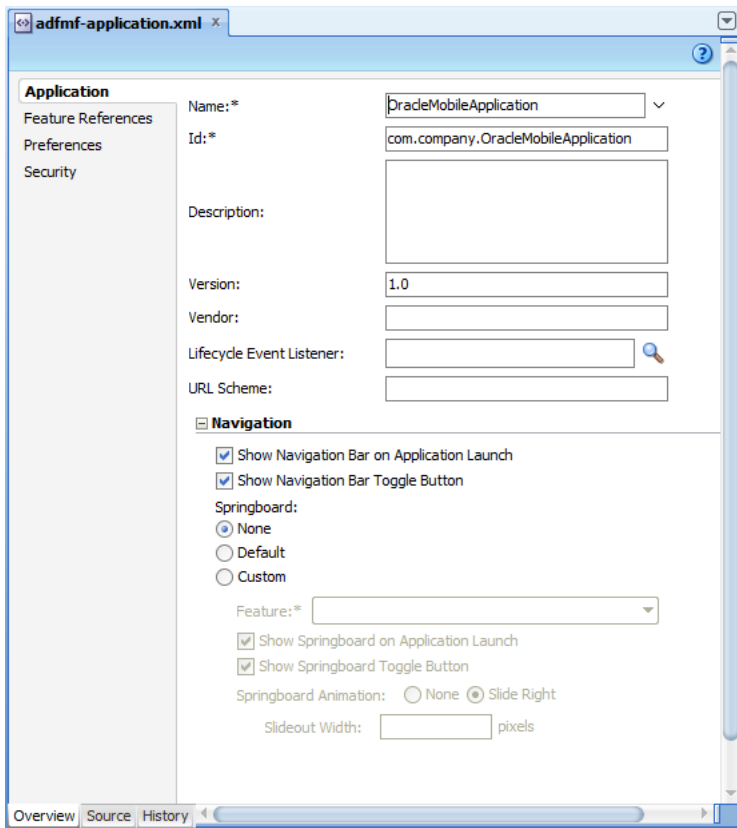 adfmf-application.xml
Application
Feature References
Preferences
Security
Name:*
OracleMobileApplication
Id:*
com.company.OracleMobileApplication
Description:
Version:
1.0
Vendor:
Lifecycle Event Listener:
URL Scheme:
Navigation
Show Navigation Bar on Application Launch
Show Navigation Bar Toggle Button
Springboard:
None
Default
Custom
Feature:*
Show Springboard on Application Launch
Show Springboard Toggle Button
Springboard Animation: None Slide Right
Slideout Width: pixels
Overview Source History